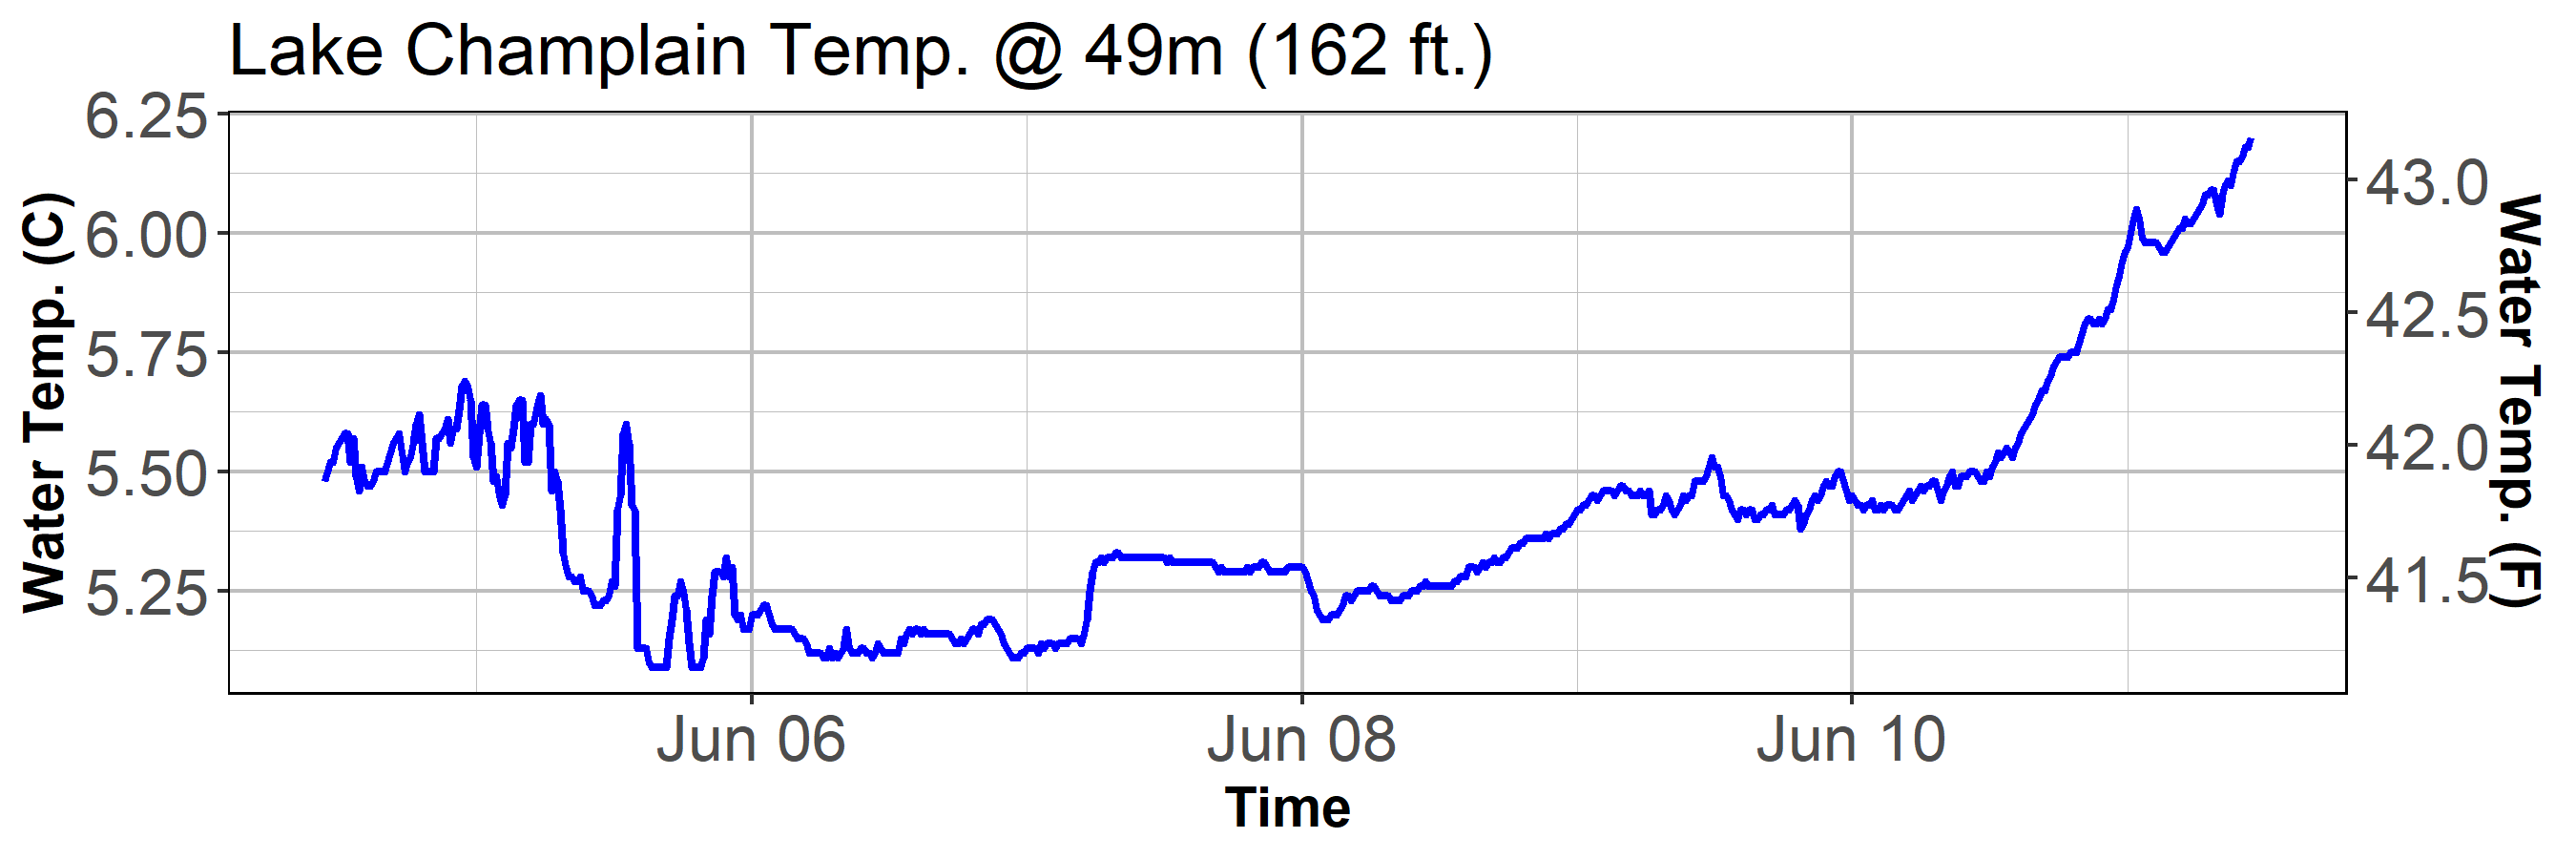 Lake Champlain Temp. @ 49m (162 ft.)
Water Temp. (C)
6.25
6.00
5.75
5.50
5.25
43.0
42.5
42.0
41.5
Water Temp. (F)
Jun 06
Jun 08
Jun 10
Time